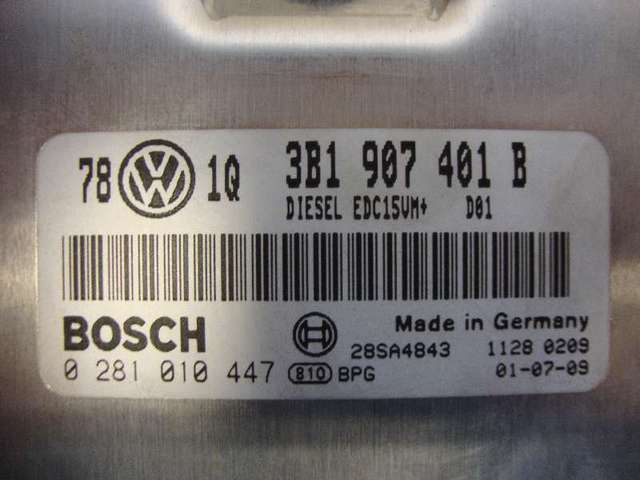 78 VW 1Q 3B1 907 401 B
DIESEL EDC15VM+ D01
BOSCH Made in Germany
28SA4843 1128 0209
0 281 010 447 810 BPG 01-07-09